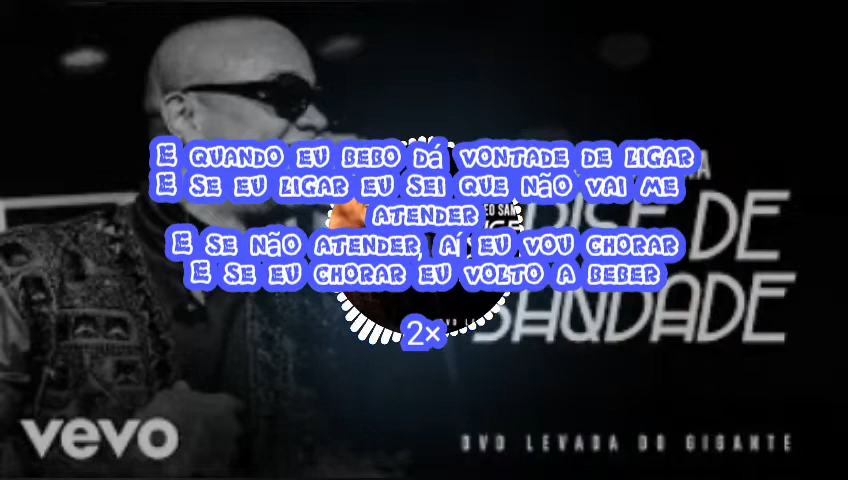 E QUANDO EU BEBO DÁ VONTADE DE LIGAR
E SE EU LIGAR EU SEI QUE NÃO VAI ME
ATENDER
E SE NÃO ATENDER, AÍ EU VOU CHORAR
E SE EU CHORAR EU VOLTO A BEBER
2×
DE
SAUDADE
vevo
DVD LEVADA DO GIGANTE